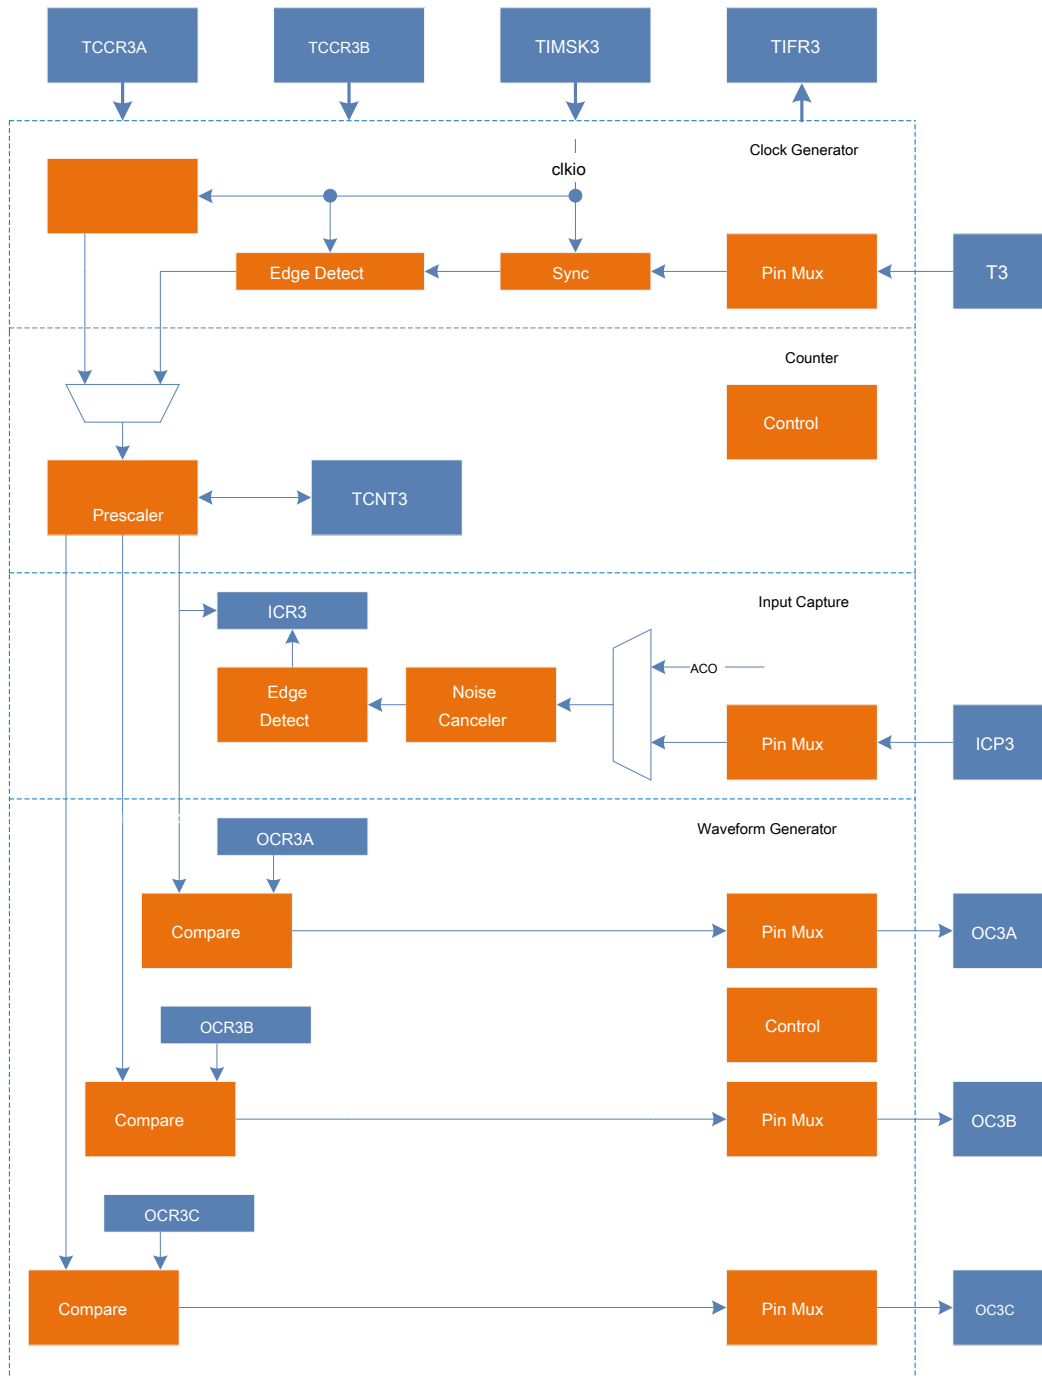 TCCR3A
TCCR3B
TIMSK3
TIFR3
Clock Generator
clkio
Edge Detect
Sync
Pin Mux
T3
Counter
Control
Prescaler
TCNT3
Input Capture
ICR3
ACO
Edge
Detect
Noise
Canceler
Pin Mux
ICP3
Waveform Generator
OCR3A
Compare
Pin Mux
OC3A
OCR3B
Control
Compare
Pin Mux
OC3B
OCR3C
Compare
Pin Mux
OC3C